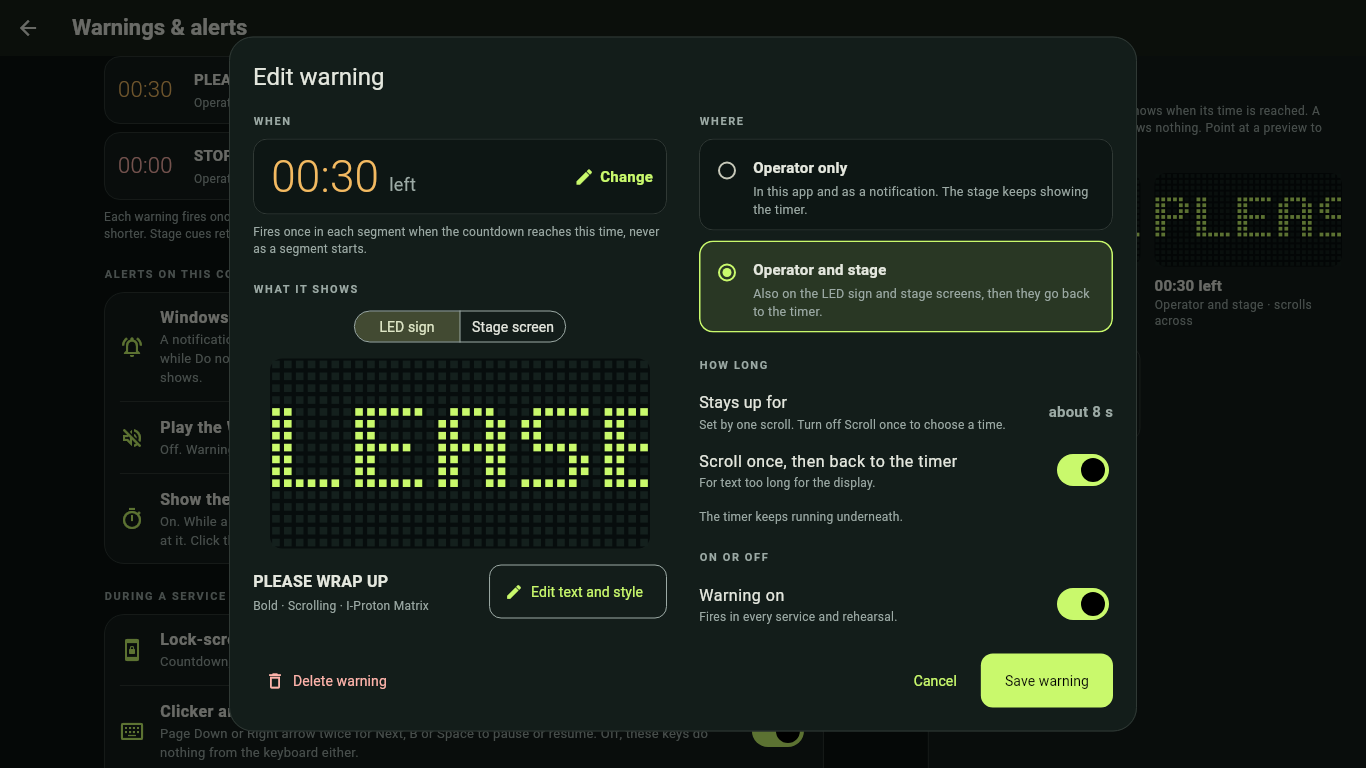 Warnings & alerts
00:30
PLEA
Operat
00:00
STOP
Operat
Each warning fires onc
shorter. Stage cues ret
ALERTS ON THIS CO
Windows
A notificatio
while Do no
shows.
Play the W
Off. Warnin
Show the
On. While a
at it. Click t
DURING A SERVICE
Lock-scre
Countdown
Clicker an
Page Down or Right arrow twice for Next, B or Space to pause or resume. Off, these keys do
nothing from the keyboard either.
Edit warning
WHEN
00:30 left
Change
Fires once in each segment when the countdown reaches this time, never
as a segment starts.
WHAT IT SHOWS
LED sign
Stage screen
LEASE
PLEASE WRAP UP
Bold · Scrolling · I-Proton Matrix
Edit text and style
WHERE
Operator only
In this app and as a notification. The stage keeps showing
the timer.
Operator and stage
Also on the LED sign and stage screens, then they go back
to the timer.
HOW LONG
Stays up for
Set by one scroll. Turn off Scroll once to choose a time.
about 8 s
Scroll once, then back to the timer
For text too long for the display.
The timer keeps running underneath.
ON OR OFF
Warning on
Fires in every service and rehearsal.
Delete warning
Cancel
Save warning
hows when its time is reached. A
ws nothing. Point at a preview to
PLEAS
00:30 left
Operator and stage · scrolls
across